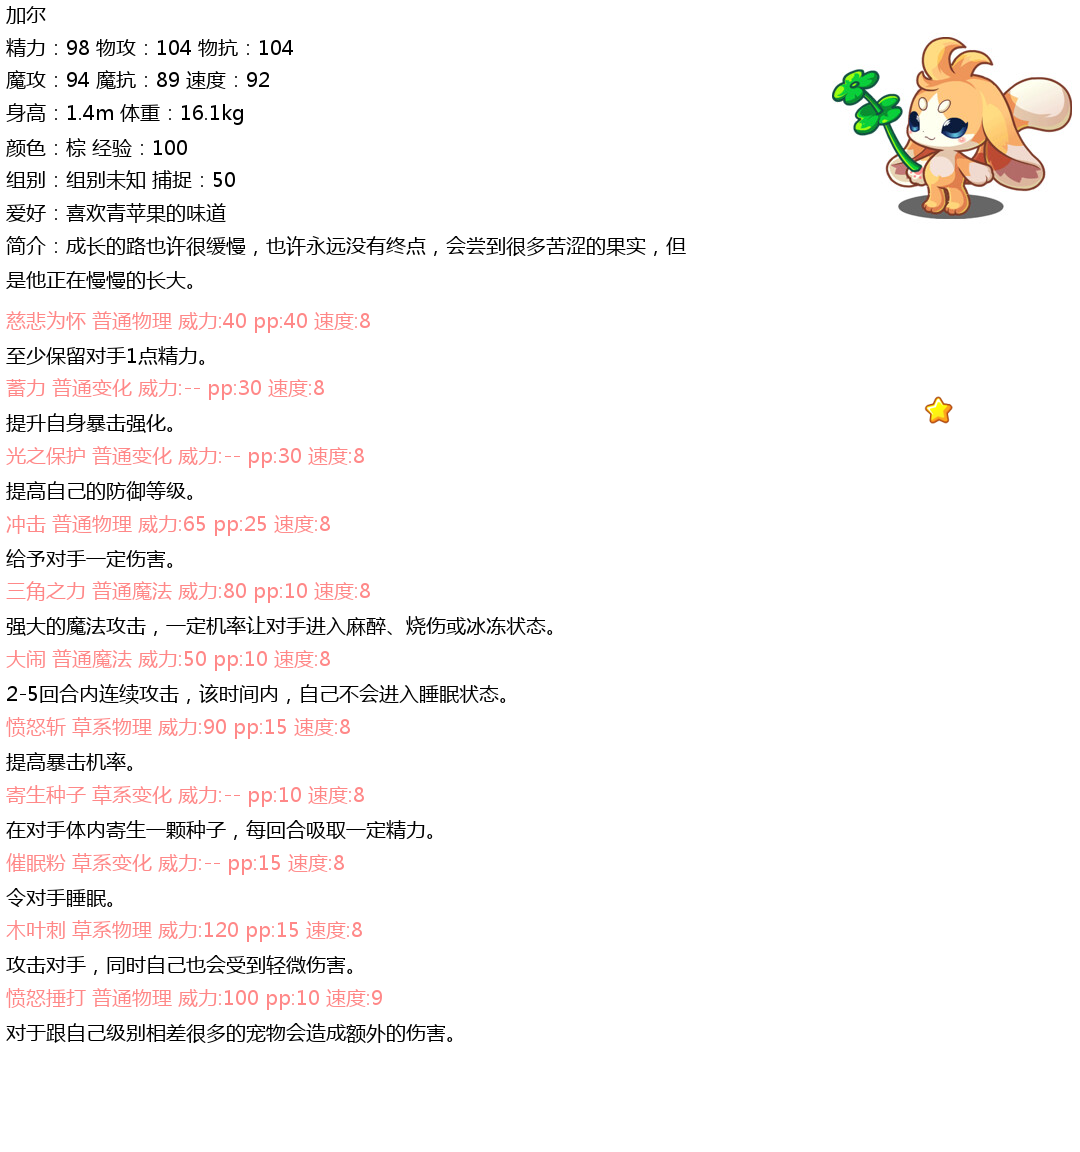 加尔
精力：98 物攻：104 物抗：104
魔攻：94 魔抗：89 速度：92
身高：1.4m 体重：16.1kg
颜色：棕 经验：100
组别：组别未知 捕捉：50
爱好：喜欢青苹果的味道
简介：成长的路也许很缓慢，也许永远没有终点，会尝到很多苦涩的果实，但
是他正在慢慢的长大。
慈悲为怀 普通物理 威力:40 pp:40 速度:8
至少保留对手1点精力。
蓄力 普通变化 威力:-- pp:30 速度:8
提升自身暴击强化。
光之保护 普通变化 威力:-- pp:30 速度:8
提高自己的防御等级。
冲击 普通物理 威力:65 pp:25 速度:8
给予对手一定伤害。
三角之力 普通魔法 威力:80 pp:10 速度:8
强大的魔法攻击，一定机率让对手进入麻醉、烧伤或冰冻状态。
大闹 普通魔法 威力:50 pp:10 速度:8
2-5回合内连续攻击，该时间内，自己不会进入睡眠状态。
愤怒斩 草系物理 威力:90 pp:15 速度:8
提高暴击机率。
寄生种子 草系变化 威力:-- pp:10 速度:8
在对手体内寄生一颗种子，每回合吸取一定精力。
催眠粉 草系变化 威力:-- pp:15 速度:8
令对手睡眠。
木叶刺 草系物理 威力:120 pp:15 速度:8
攻击对手，同时自己也会受到轻微伤害。
愤怒捶打 普通物理 威力:100 pp:10 速度:9
对于跟自己级别相差很多的宠物会造成额外的伤害。